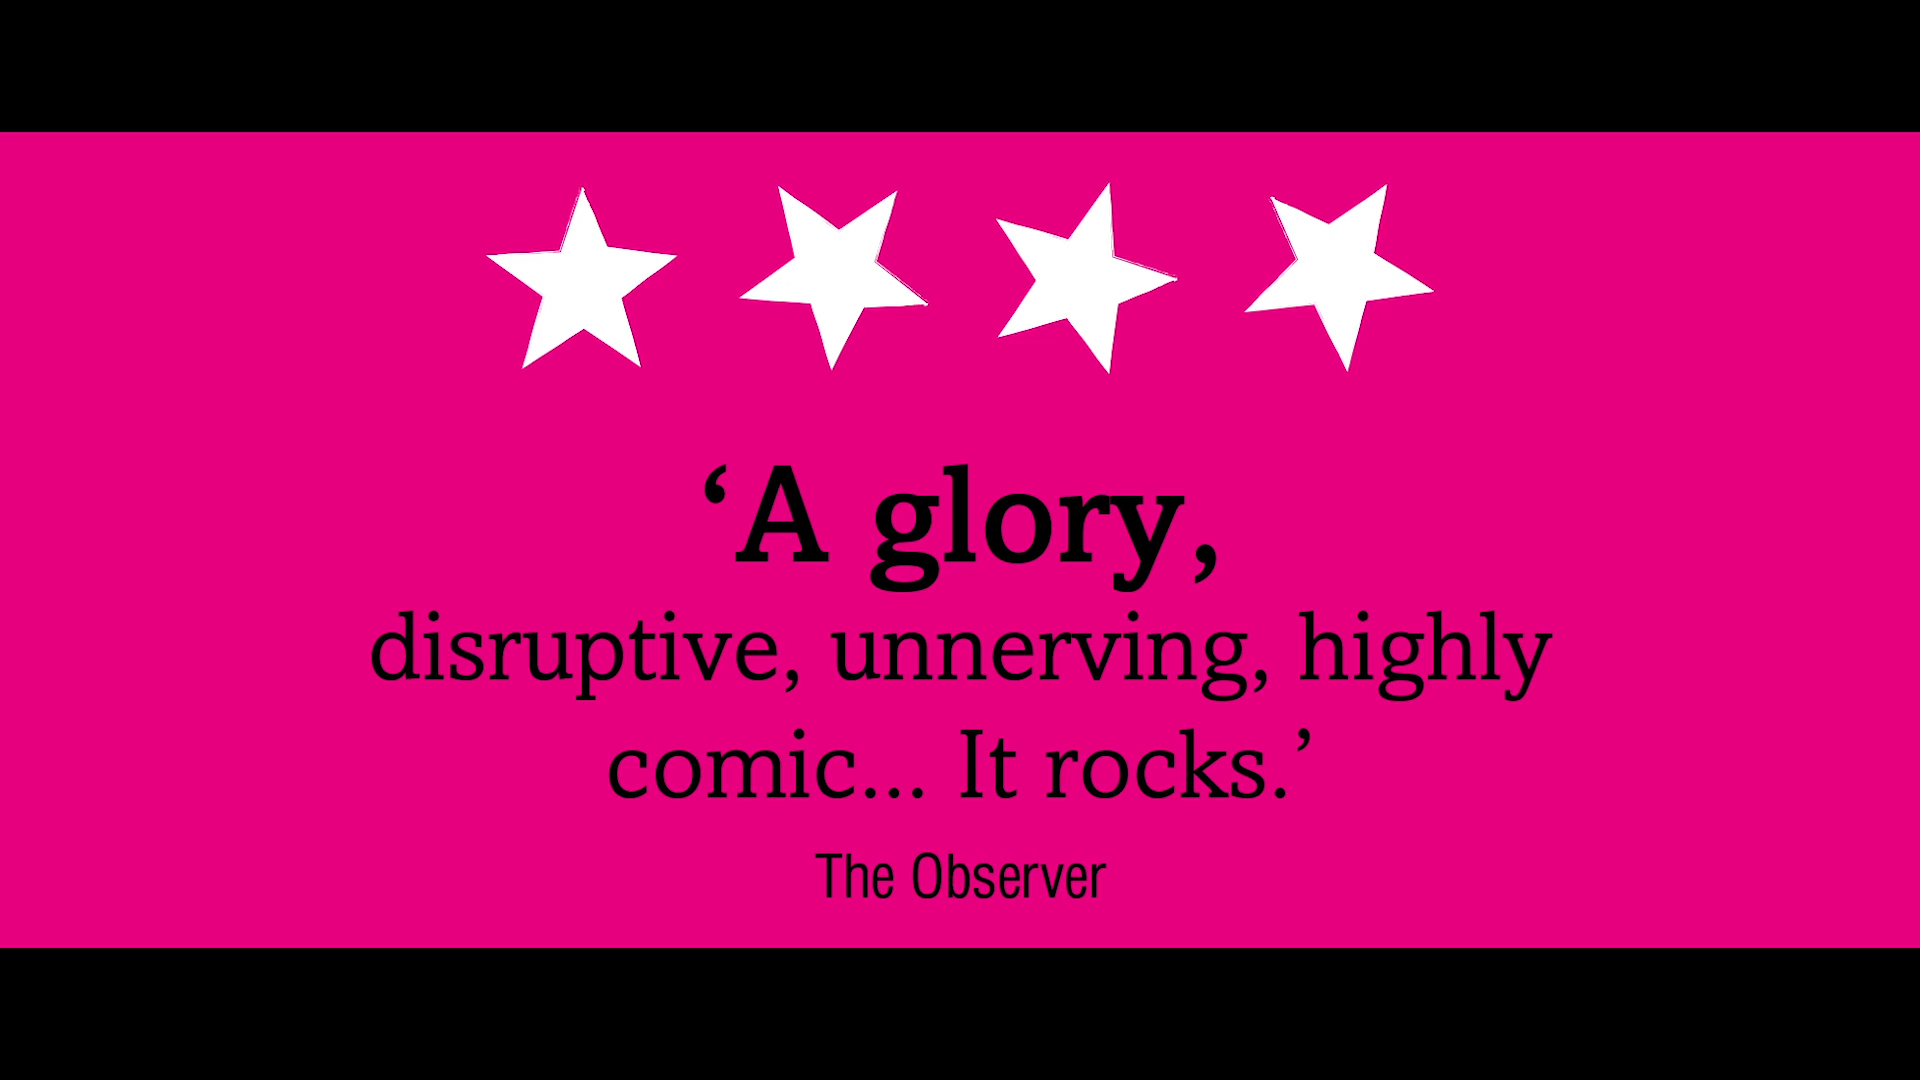 ‘A glory,
disruptive, unnerving, highly
comic... It rocks.’
The Observer